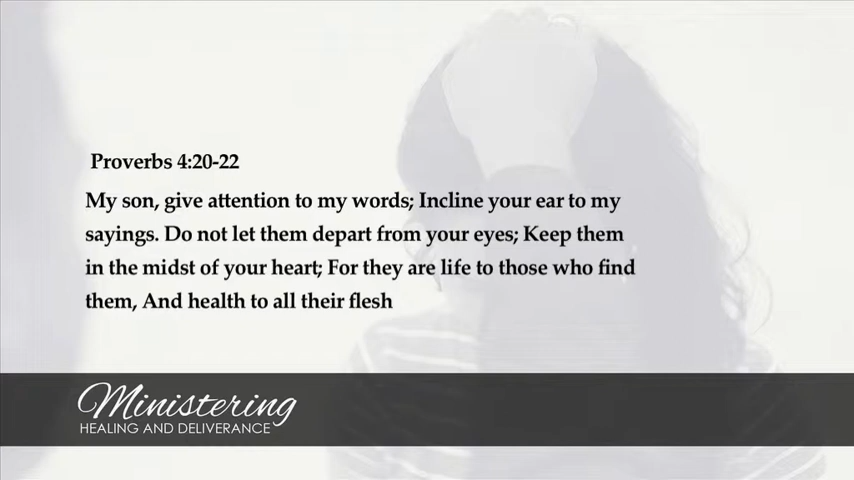 Proverbs 4:20-22
My son, give attention to my words; Incline your ear to my
sayings. Do not let them depart from your eyes; Keep them
in the midst of your heart; For they are life to those who find
them, And health to all their flesh
Ministering
HEALING AND DELIVERANCE